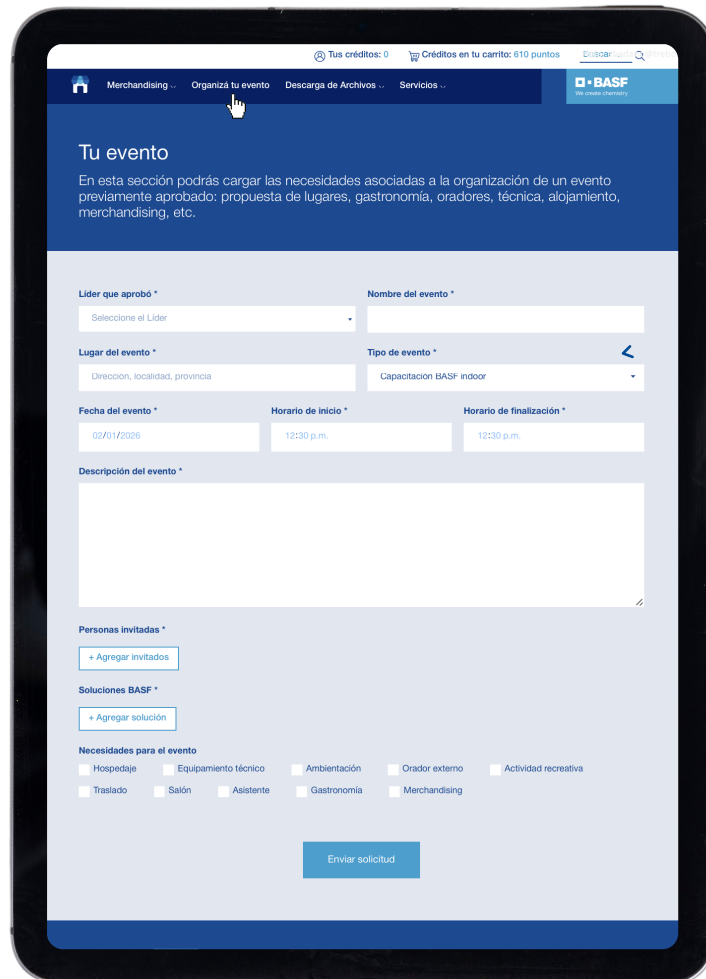 Tus créditos: 0
Créditos en tu carrito: 610 puntos
Buscar
Merchandising
Organizá tu evento
Descarga de Archivos
Servicios
BASF
We create chemistry
Tu evento
En esta sección podrás cargar las necesidades asociadas a la organización de un evento
previamente aprobado: propuesta de lugares, gastronomía, oradores, técnica, alojamiento,
merchandising, etc.
Líder que aprobó *
Nombre del evento *
Seleccione el Líder
Lugar del evento *
Tipo de evento *
Dirección, localidad, provincia
Capacitación BASF indoor
Fecha del evento *
Horario de inicio *
Horario de finalización *
02/01/2026
12:30 p.m.
12:30 p.m.
Descripción del evento *
Personas invitadas *
+ Agregar invitados
Soluciones BASF *
+ Agregar solución
Necesidades para el evento
Hospedaje
Equipamiento técnico
Ambientación
Orador externo
Actividad recreativa
Traslado
Salón
Asistente
Gastronomía
Merchandising
Enviar solicitud